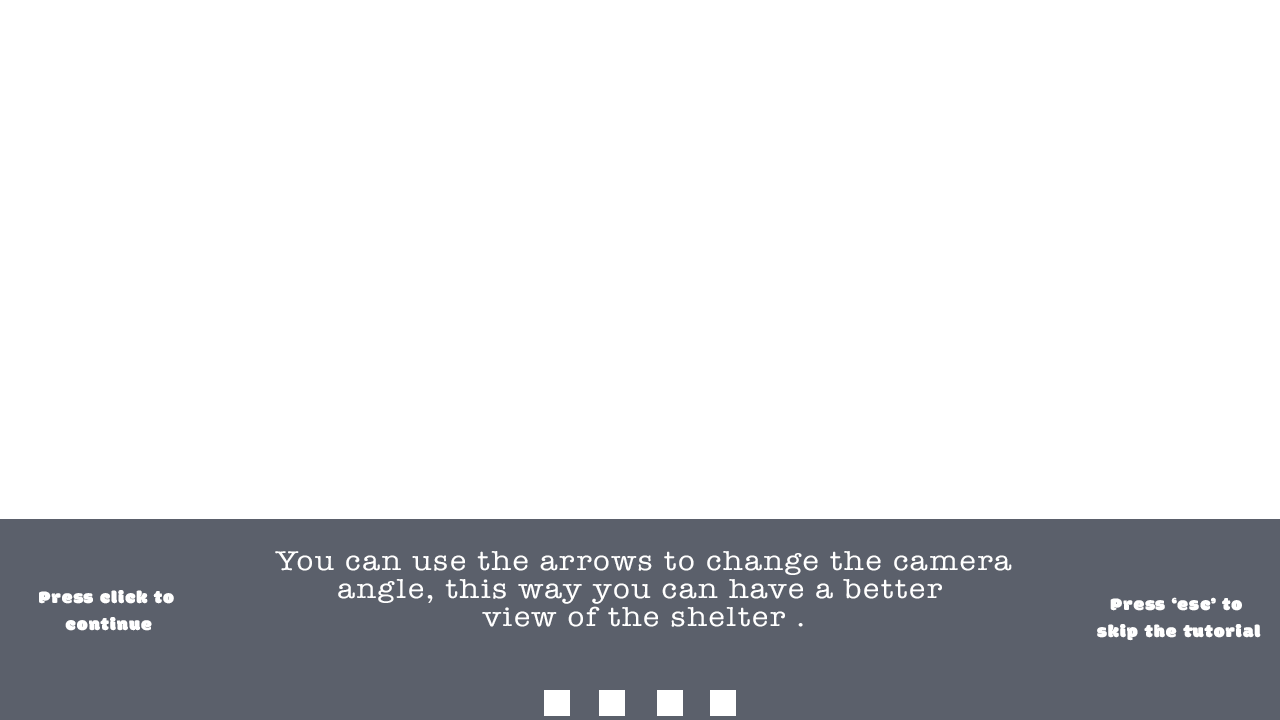 You can use the arrows to change the camera
angle, this way you can have a better
view of the shelter .
Press click to
continue
Press ‘esc’ to
skip the tutorial